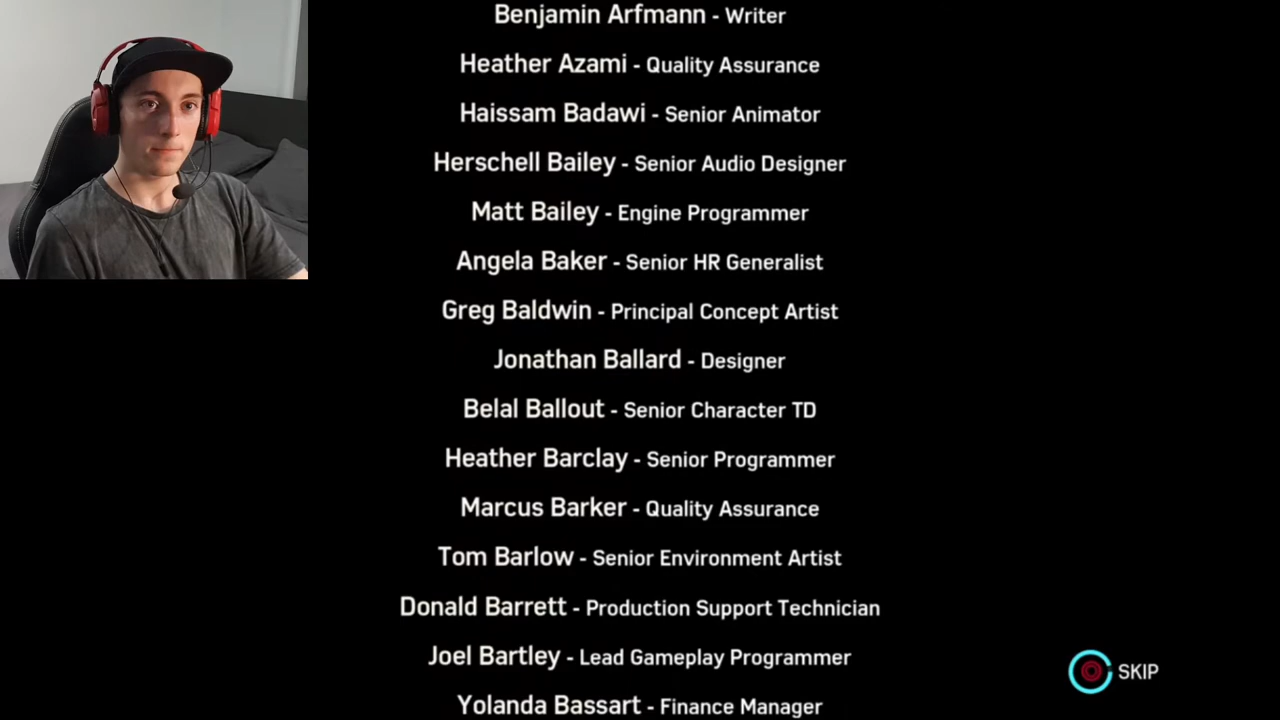 Benjamin Arfmann - Writer
Heather Azami - Quality Assurance
Haissam Badawi - Senior Animator
Herschell Bailey - Senior Audio Designer
Matt Bailey - Engine Programmer
Angela Baker - Senior HR Generalist
Greg Baldwin - Principal Concept Artist
Jonathan Ballard - Designer
Belal Ballout - Senior Character TD
Heather Barclay - Senior Programmer
Marcus Barker - Quality Assurance
Tom Barlow - Senior Environment Artist
Donald Barrett - Production Support Technician
Joel Bartley - Lead Gameplay Programmer
SKIP
Yolanda Bassart - Finance Manager